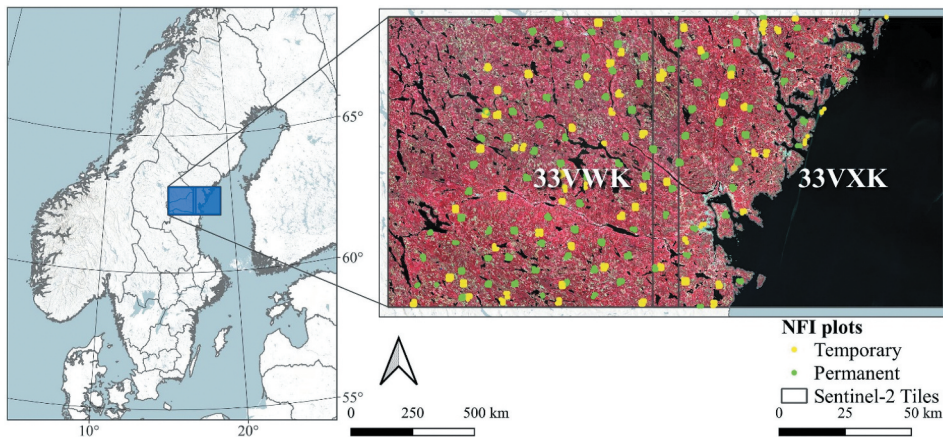 65°
60°
55°
10°
20°
33VWK
33VXK
0
250
500 km
NFI plots
Temporary
Permanent
Sentinel-2 Tiles
0
25
50 km